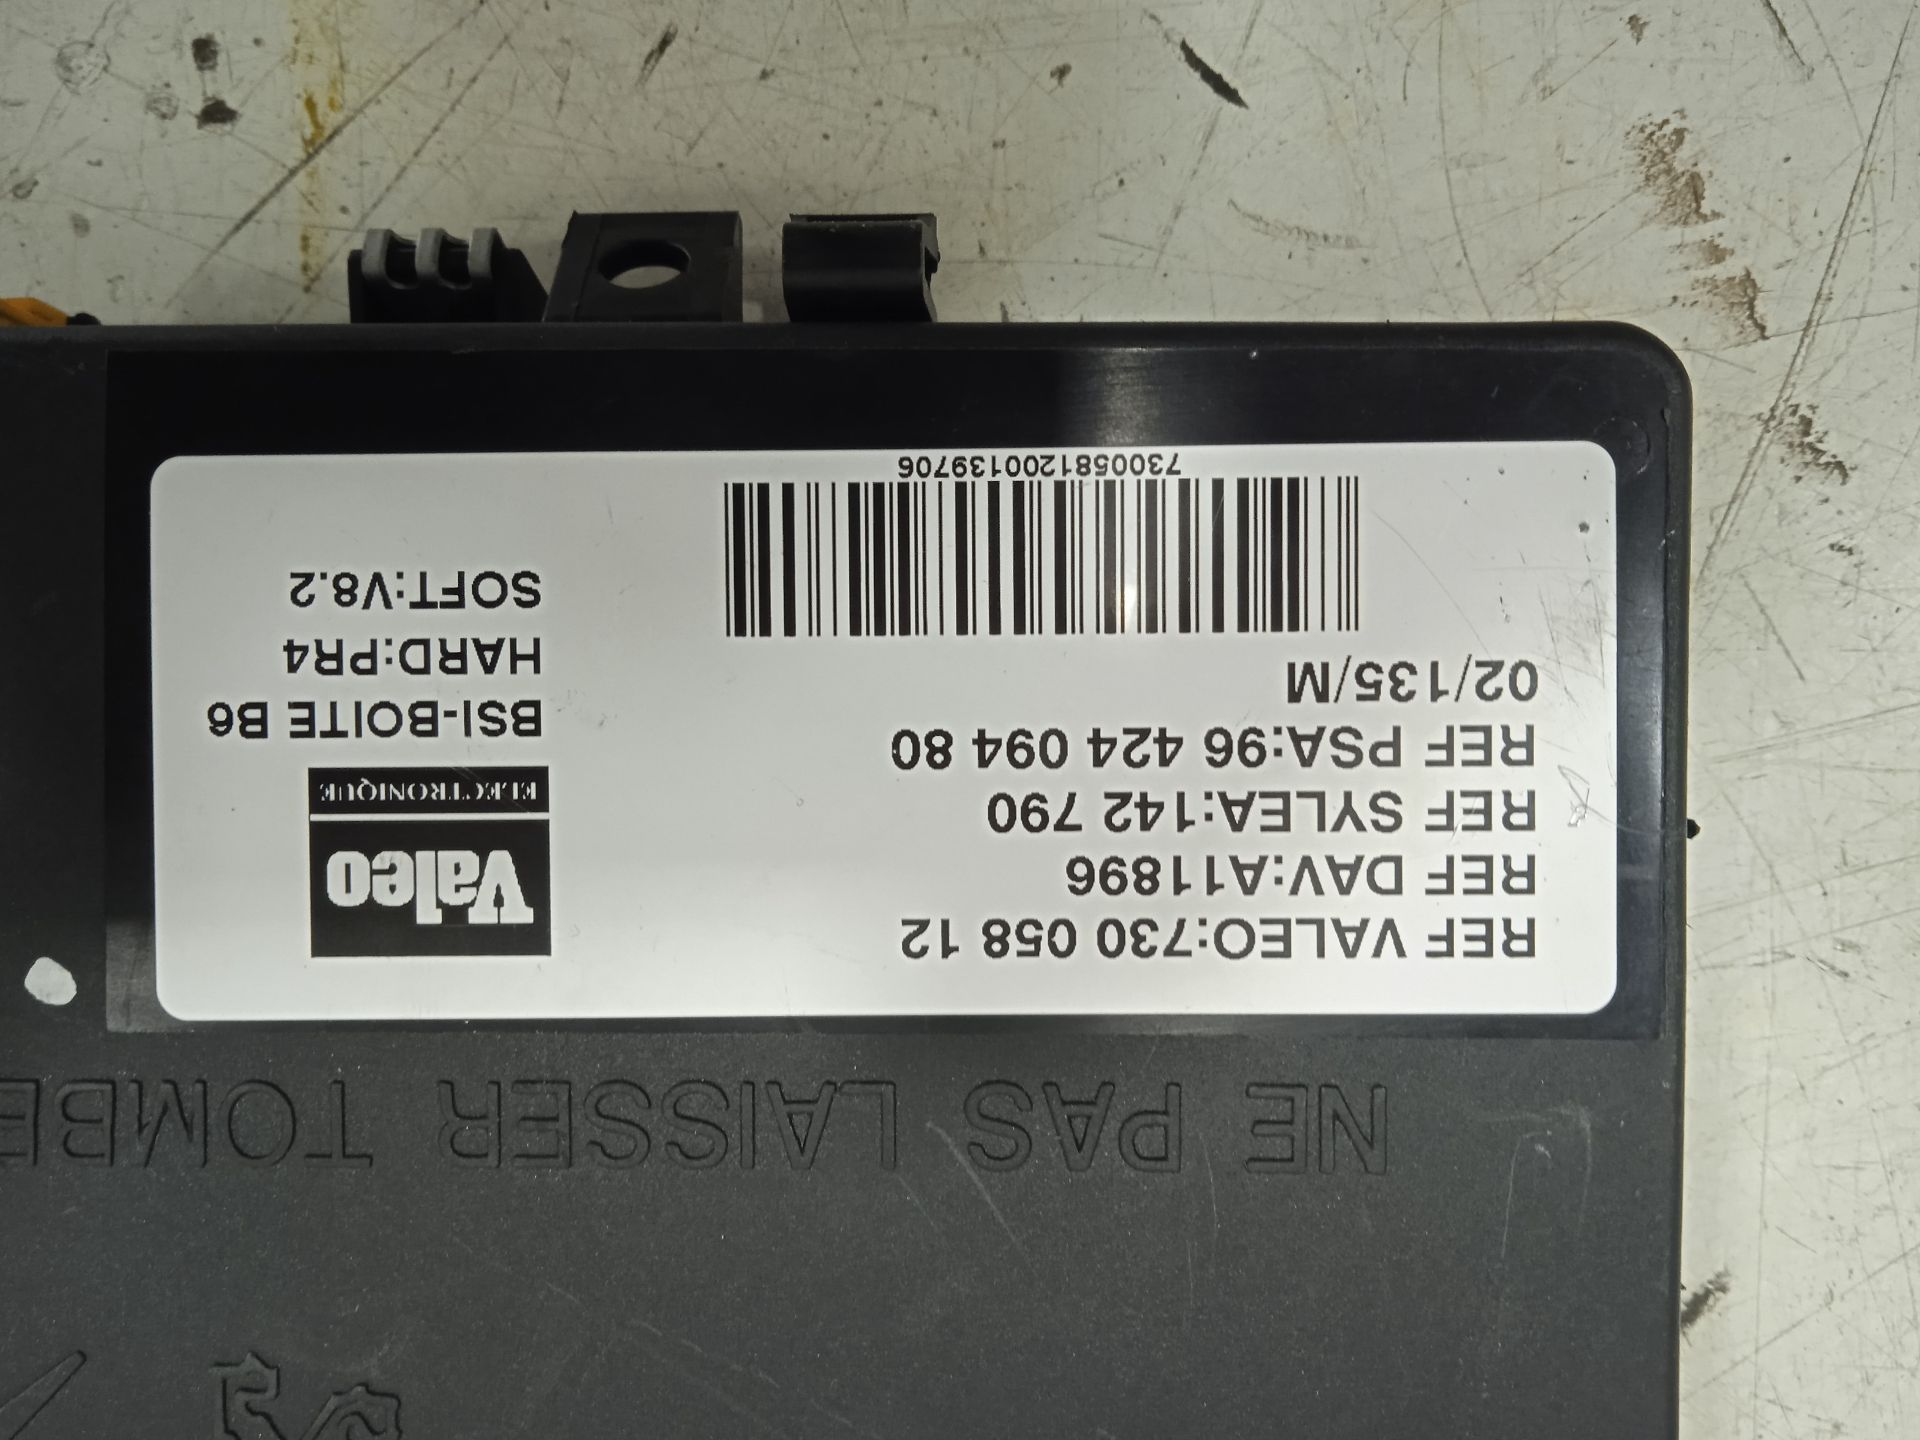 NE PAS LAISSER TOMBE
REF VALEO:730 058 12
REF DAV:A11896
REF SYLEA:142 790
REF PSA:96 424 094 80
02/135/M
7300581200139706
Valeo
ELECTRONIQUE
BSI-BOITE B6
HARD:PR4
SOFT:V8.2